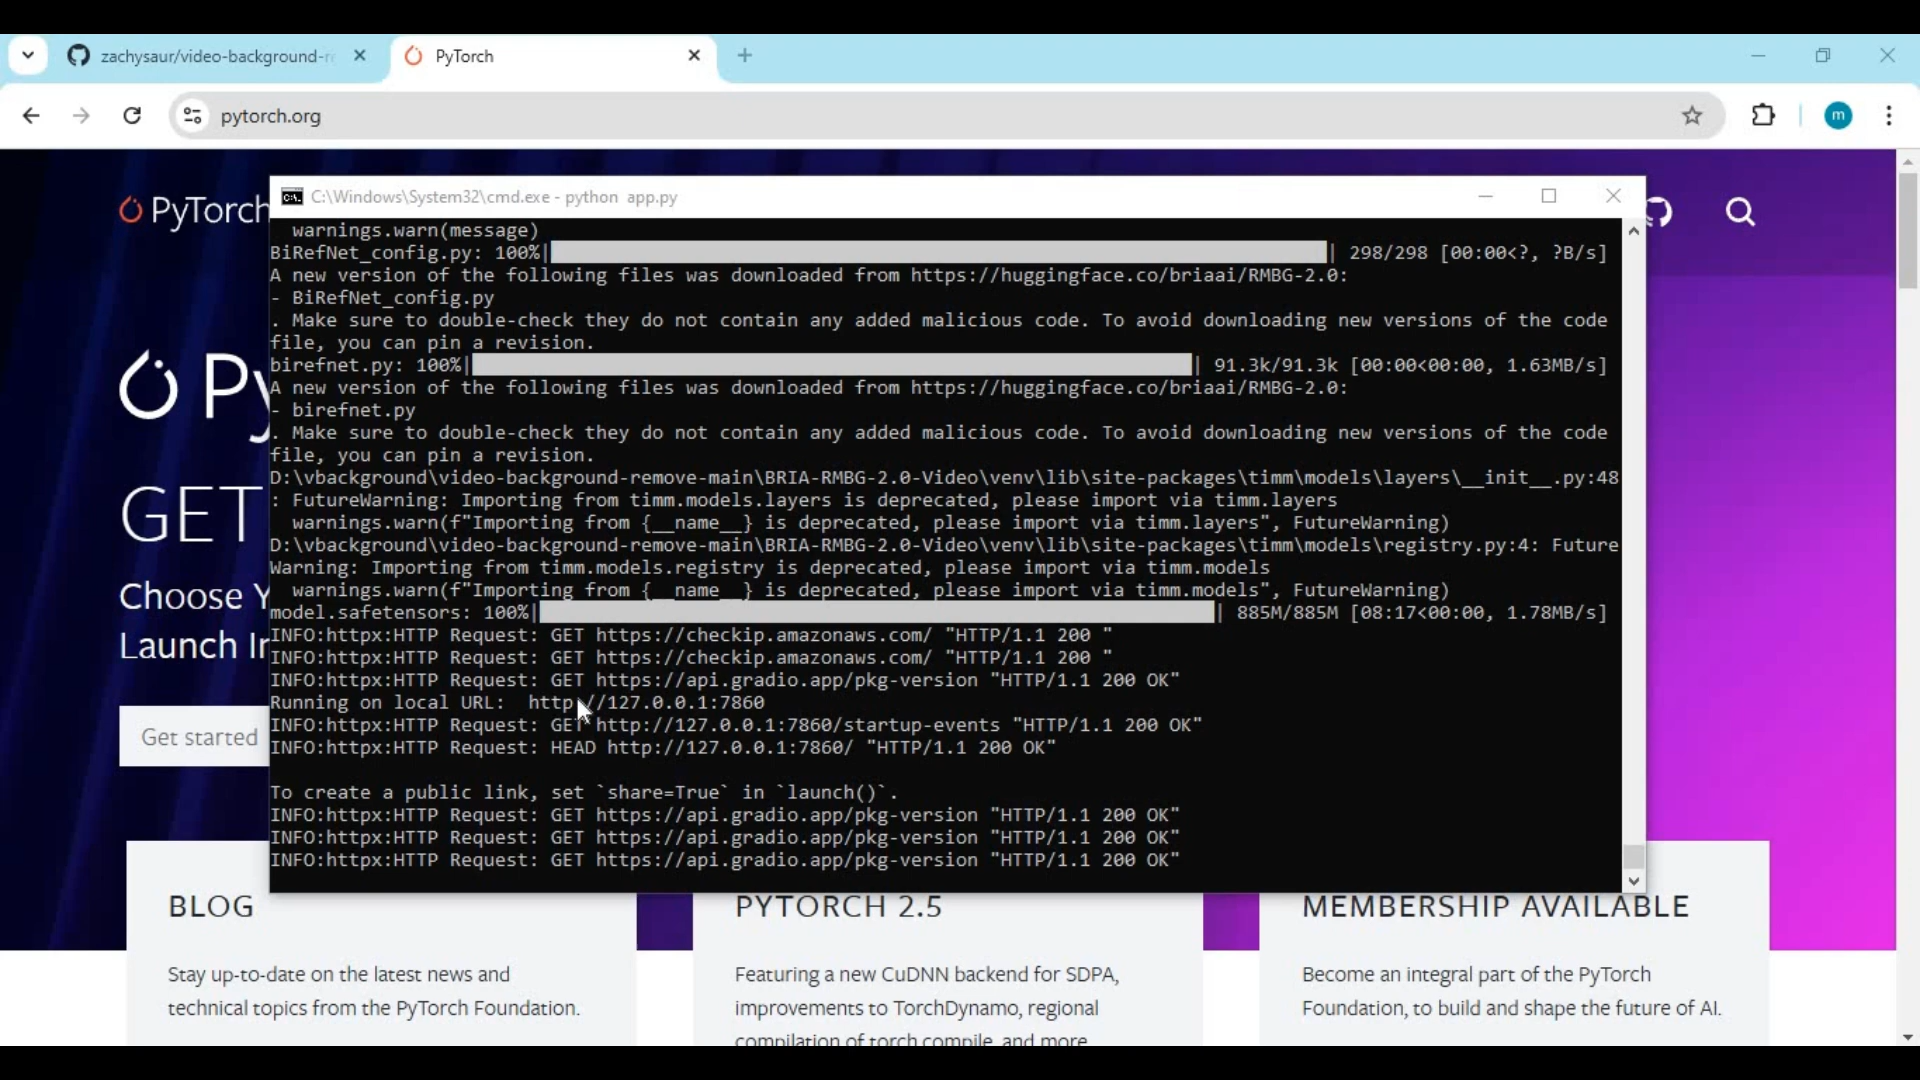 zachysaur/video-background-r
PyTorch
pytorch.org
m
PyTorch
C:\Windows\System32\cmd.exe - python app.py
warnings.warn(message)
BiRefNet_config.py: 100%| | 298/298 [00:00<?, ?B/s]
A new version of the following files was downloaded from https://huggingface.co/briaai/RMBG-2.0:
- BiRefNet_config.py
. Make sure to double-check they do not contain any added malicious code. To avoid downloading new versions of the code
file, you can pin a revision.
birefnet.py: 100%| | 91.3k/91.3k [00:00<00:00, 1.63MB/s]
A new version of the following files was downloaded from https://huggingface.co/briaai/RMBG-2.0:
- birefnet.py
. Make sure to double-check they do not contain any added malicious code. To avoid downloading new versions of the code
file, you can pin a revision.
D:\vbackground\video-background-remove-main\BRIA-RMBG-2.0-Video\venv\lib\site-packages\timm\models\layers\__init__.py:48
: FutureWarning: Importing from timm.models.layers is deprecated, please import via timm.layers
warnings.warn(f"Importing from {__name__} is deprecated, please import via timm.layers", FutureWarning)
D:\vbackground\video-background-remove-main\BRIA-RMBG-2.0-Video\venv\lib\site-packages\timm\models\registry.py:4: Future
Warning: Importing from timm.models.registry is deprecated, please import via timm.models
warnings.warn(f"Importing from {__name__} is deprecated, please import via timm.models", FutureWarning)
model.safetensors: 100%| | 885M/885M [08:17<00:00, 1.78MB/s]
INFO:httpx:HTTP Request: GET https://checkip.amazonaws.com/ "HTTP/1.1 200 "
INFO:httpx:HTTP Request: GET https://checkip.amazonaws.com/ "HTTP/1.1 200 "
INFO:httpx:HTTP Request: GET https://api.gradio.app/pkg-version "HTTP/1.1 200 OK"
Running on local URL: http://127.0.0.1:7860
INFO:httpx:HTTP Request: GET http://127.0.0.1:7860/startup-events "HTTP/1.1 200 OK"
INFO:httpx:HTTP Request: HEAD http://127.0.0.1:7860/ "HTTP/1.1 200 OK"
To create a public link, set `share=True` in `launch()`.
INFO:httpx:HTTP Request: GET https://api.gradio.app/pkg-version "HTTP/1.1 200 OK"
INFO:httpx:HTTP Request: GET https://api.gradio.app/pkg-version "HTTP/1.1 200 OK"
INFO:httpx:HTTP Request: GET https://api.gradio.app/pkg-version "HTTP/1.1 200 OK"
Py
GET
Choose Y
Launch In
Get started
BLOG
Stay up-to-date on the latest news and
technical topics from the PyTorch Foundation.
PYTORCH 2.5
Featuring a new CuDNN backend for SDPA,
improvements to TorchDynamo, regional
compilation of torch compile, and more
MEMBERSHIP AVAILABLE
Become an integral part of the PyTorch
Foundation, to build and shape the future of AI.